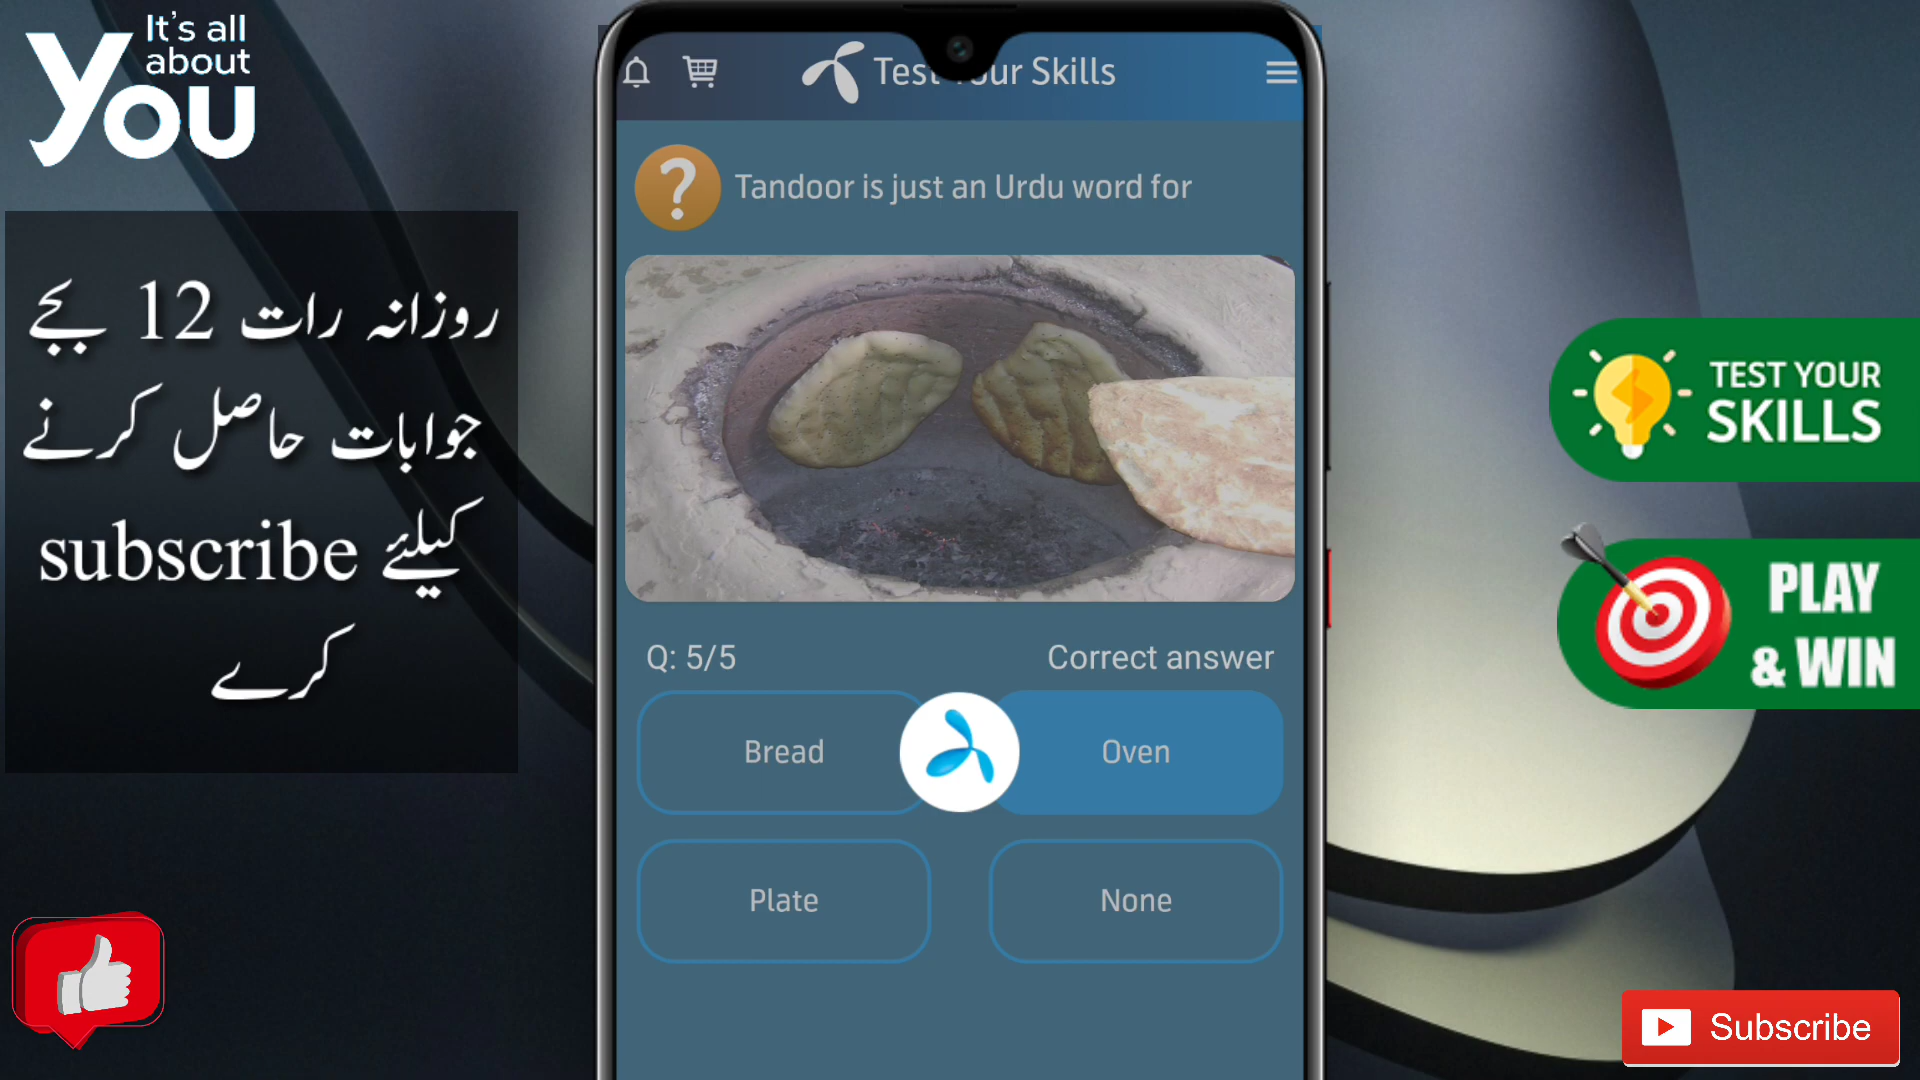 It's all
about
you
روزانہ رات 12 بجے
جوابات حاصل کرنے
کیلئے subscribe
کرے
Test Your Skills
?
Tandoor is just an Urdu word for
Q: 5/5
Correct answer
Bread
Oven
Plate
None
TEST YOUR
SKILLS
PLAY
& WIN
Subscribe